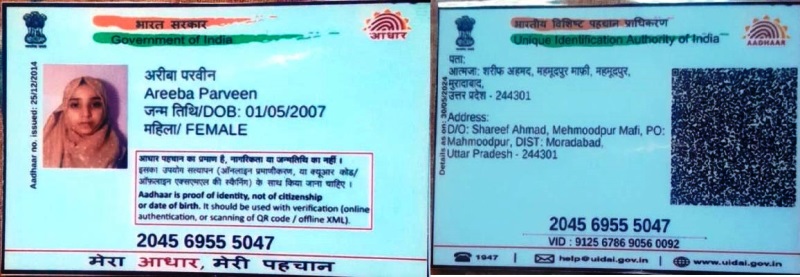 भारत सरकार
Government of India
आधार
Aadhaar no. issued: 25/12/2014
अरीबा परवीन
Areeba Parveen
जन्म तिथि/DOB: 01/05/2007
महिला/ FEMALE
आधार पहचान का प्रमाण है, नागरिकता या जन्मतिथि का नहीं ।
इसका उपयोग सत्यापन (ऑनलाइन प्रमाणीकरण, या क्यूआर कोड/
ऑफ़लाइन एक्सएमएल की स्कैनिंग) के साथ किया जाना चाहिए ।
Aadhaar is proof of identity, not of citizenship
or date of birth. It should be used with verification (online
authentication, or scanning of QR code / offline XML).
2045 6955 5047
मेरा आधार, मेरी पहचान
भारतीय विशिष्ट पहचान प्राधिकरण
Unique Identification Authority of India
AADHAAR
Details as on: 30/05/2024
पता:
आत्मजा: शरीफ अहमद, महमूदपुर माफी, महमूदपुर,
मुरादाबाद,
उत्तर प्रदेश - 244301
Address:
D/O: Shareef Ahmad, Mehmoodpur Mafi, PO:
Mahmoodpur, DIST: Moradabad,
Uttar Pradesh - 244301
2045 6955 5047
VID : 9125 6786 9056 0092
1947
help@uidai.gov.in
www.uidai.gov.in